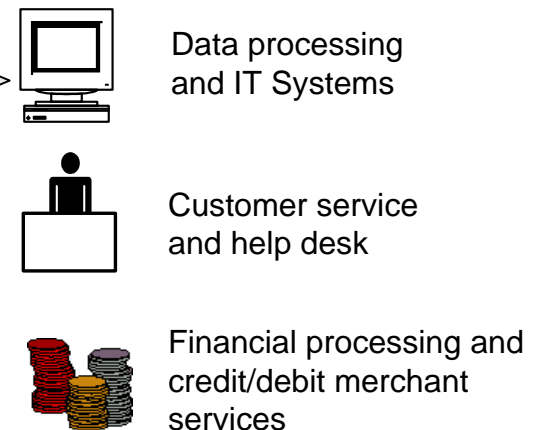 Data processing
and IT Systems
Customer service
and help desk
Financial processing and
credit/debit merchant
services